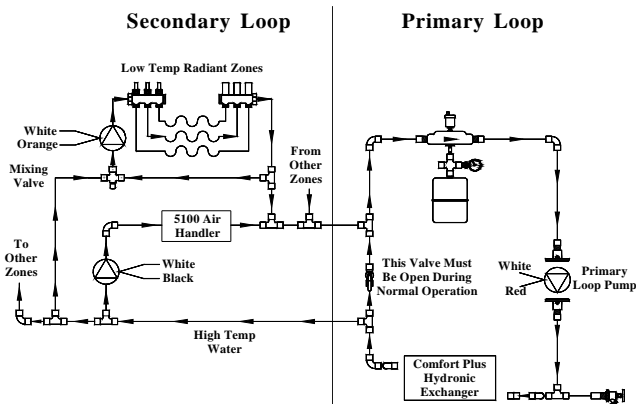 Secondary Loop
Primary Loop
Low Temp Radiant Zones
White
Orange
Mixing
Valve
From
Other
Zones
5100 Air
Handler
To
Other
Zones
White
Black
This Valve Must
Be Open During
Normal Operation
White
Red
Primary
Loop Pump
High Temp
Water
Comfort Plus
Hydronic
Exchanger